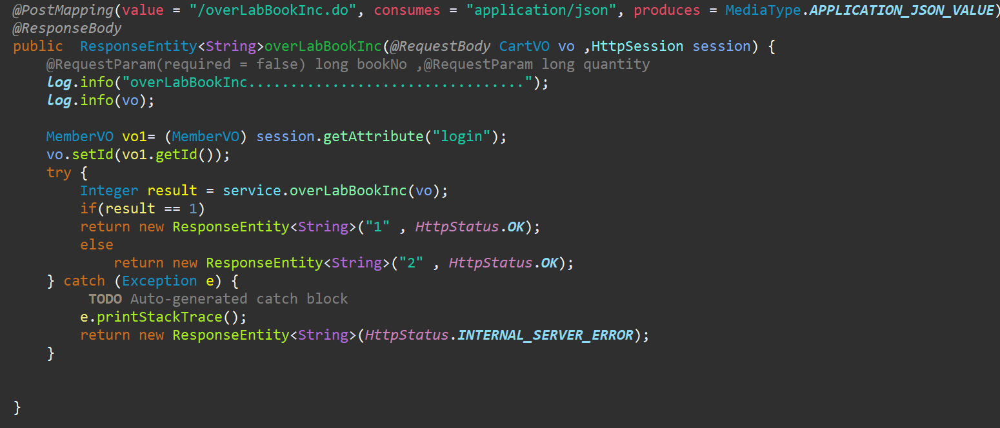 @PostMapping(value = "/overLabBookInc.do", consumes = "application/json", produces = MediaType.APPLICATION_JSON_VALUE)
@ResponseBody
public  ResponseEntity<String>overLabBookInc(@RequestBody CartVO vo ,HttpSession session) {
@RequestParam(required = false) long bookNo ,@RequestParam long quantity
log.info("overLabBookInc.................................");
log.info(vo);
MemberVO vo1= (MemberVO) session.getAttribute("login");
vo.setId(vo1.getId());
try {
Integer result = service.overLabBookInc(vo);
if(result == 1)
return new ResponseEntity<String>("1" , HttpStatus.OK);
else
return new ResponseEntity<String>("2" , HttpStatus.OK);
} catch (Exception e) {
TODO Auto-generated catch block
e.printStackTrace();
return new ResponseEntity<String>(HttpStatus.INTERNAL_SERVER_ERROR);
}
}